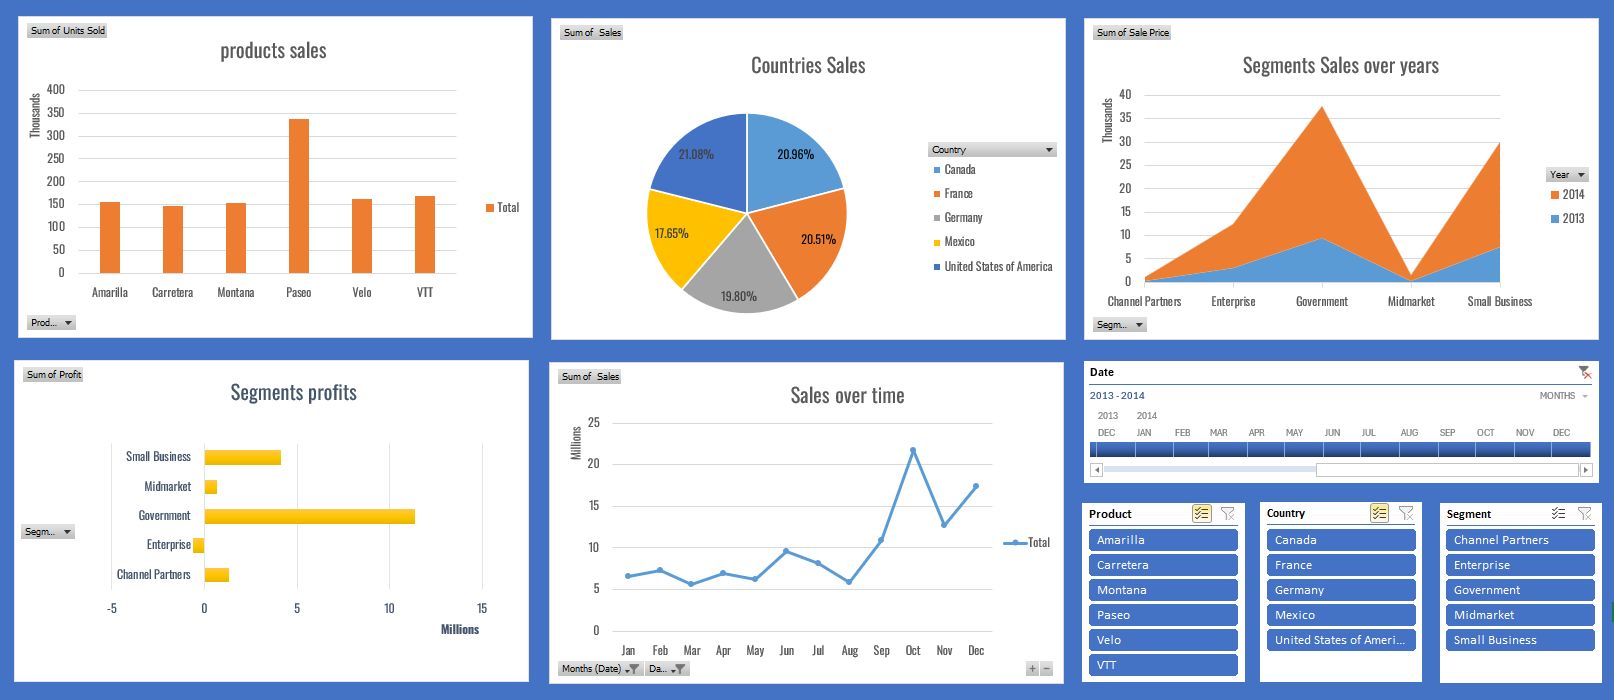 Sum of Units Sold
products sales
Thousands
400
350
300
250
200
150
100
50
0
Amarilla Carretera Montana Paseo Velo VTT
Total
Prod...
Sum of Sales
Countries Sales
21.08% 20.96%
17.65% 20.51%
19.80%
Country
Canada
France
Germany
Mexico
United States of America
Sum of Sale Price
Segments Sales over years
Thousands
40
35
30
25
20
15
10
5
0
Channel Partners Enterprise Government Midmarket Small Business
Year
2014
2013
Segm...
Sum of Profit
Segments profits
Small Business
Midmarket
Government
Enterprise
Channel Partners
Segm...
-5 0 5 10 15
Millions
Sum of Sales
Sales over time
Millions
25
20
15
10
5
0
Jan Feb Mar Apr May Jun Jul Aug Sep Oct Nov Dec
Total
Months (Date) Da...
+ −
Date
2013 - 2014 MONTHS
2013 2014
DEC JAN FEB MAR APR MAY JUN JUL AUG SEP OCT NOV DEC
Product
Amarilla
Carretera
Montana
Paseo
Velo
VTT
Country
Canada
France
Germany
Mexico
United States of Ameri...
Segment
Channel Partners
Enterprise
Government
Midmarket
Small Business